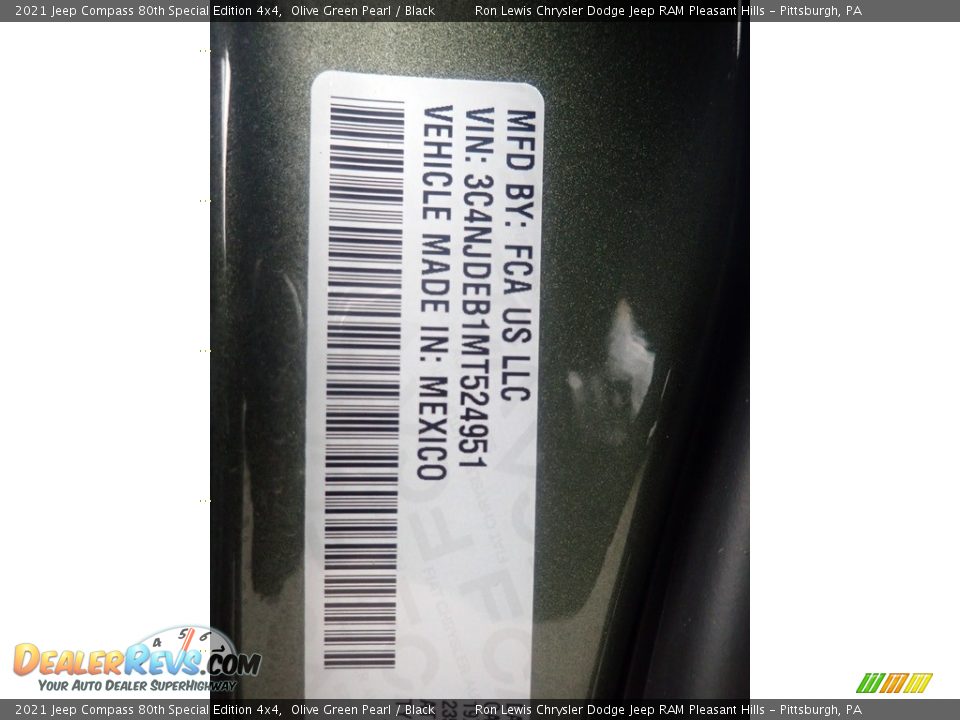 2021 Jeep Compass 80th Special Edition 4x4, Olive Green Pearl / Black Ron Lewis Chrysler Dodge Jeep RAM Pleasant Hills - Pittsburgh, PA
MFD BY: FCA US LLC
VIN: 3C4NJDEB1MT524951
VEHICLE MADE IN: MEXICO
4 5 6
DEALERREVS.COM
YOUR AUTO DEALER SUPERHIGHWAY
2021 Jeep Compass 80th Special Edition 4x4, Olive Green Pearl / Black Ron Lewis Chrysler Dodge Jeep RAM Pleasant Hills - Pittsburgh, PA